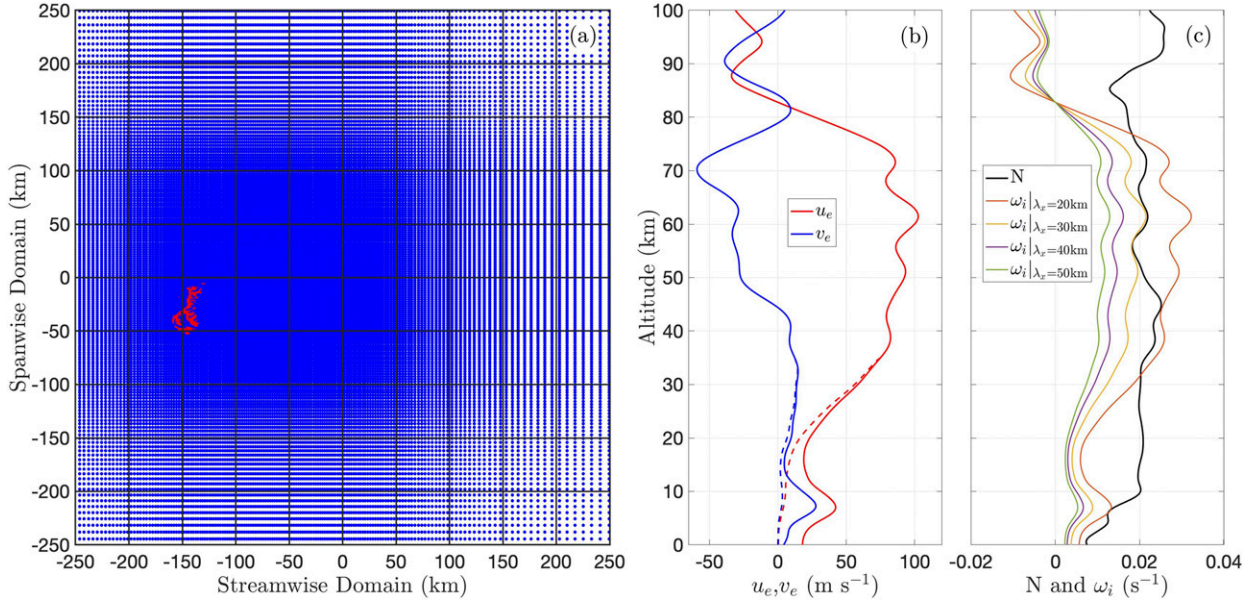 (a)
250
200
150
100
50
0
-50
-100
-150
-200
250
-250 -200 -150 -100 -50 0 50 100 150 200 250
Spanwise Domain (km)
Streamwise Domain (km)
(b)
100
90
80
70
60
50
40
30
20
10
0
-50 0 50 100
Altitude (km)
u_e
v_e
u_e,v_e (m s⁻¹)
(c)
N
ω_i|λ_x=20km
ω_i|λ_x=30km
ω_i|λ_x=40km
ω_i|λ_x=50km
-0.02 0 0.02 0.04
N and ω_i (s⁻¹)